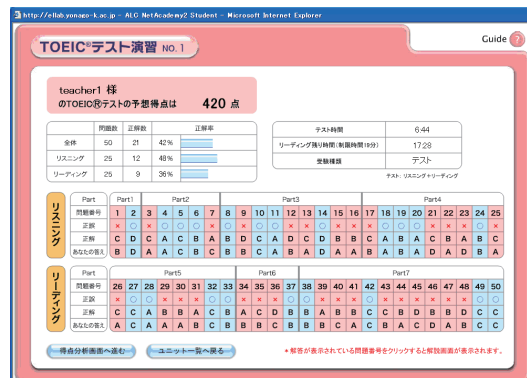 http://ellab.yonago-k.ac.jp - ALC NetAcademy2 Student - Microsoft Internet Explorer
Guide ?
TOEIC®テスト演習 NO. 1
teacher1 様
のTOEIC®テストの予想得点は 420 点
問題数 正解数 正解率
全体 50 21 42%
リスニング 25 12 48%
リーディング 25 9 36%
テスト時間 6:44
リーディング残り時間(制限時間19分) 17:28
受験種類 テスト
テスト: リスニング+リーディング
リスニング
Part Part1 Part2 Part3 Part4
問題番号 1 2 3 4 5 6 7 8 9 10 11 12 13 14 15 16 17 18 19 20 21 22 23 24 25
正誤 × ○ × ○ ○ ○ × ○ ○ ○ ○ × × ○ × × × ○ ○ ○ × × × ○ ×
正解 C D C A C B A B D C A D C D B B C A B A C D B B C
あなたの答え B D A A C B C B D C A C D D A A B A B A A D A B A
リーディング
Part Part5 Part6 Part7
問題番号 26 27 28 29 30 31 32 33 34 35 36 37 38 39 40 41 42 43 44 45 46 47 48 49 50
正誤 × ○ ○ × × × ○ ○ × × × ○ ○ × × × ○ × × × × × × ○ ○
正解 C C A B B A C B A C D B B A B B C C B B D B B C C
あなたの答え A C A A A B C B B B C B B C A A C A C C B A D C C
得点分析画面へ進む
ユニット一覧へ戻る
*解答が表示されている問題番号をクリックすると解説画面が表示されます。